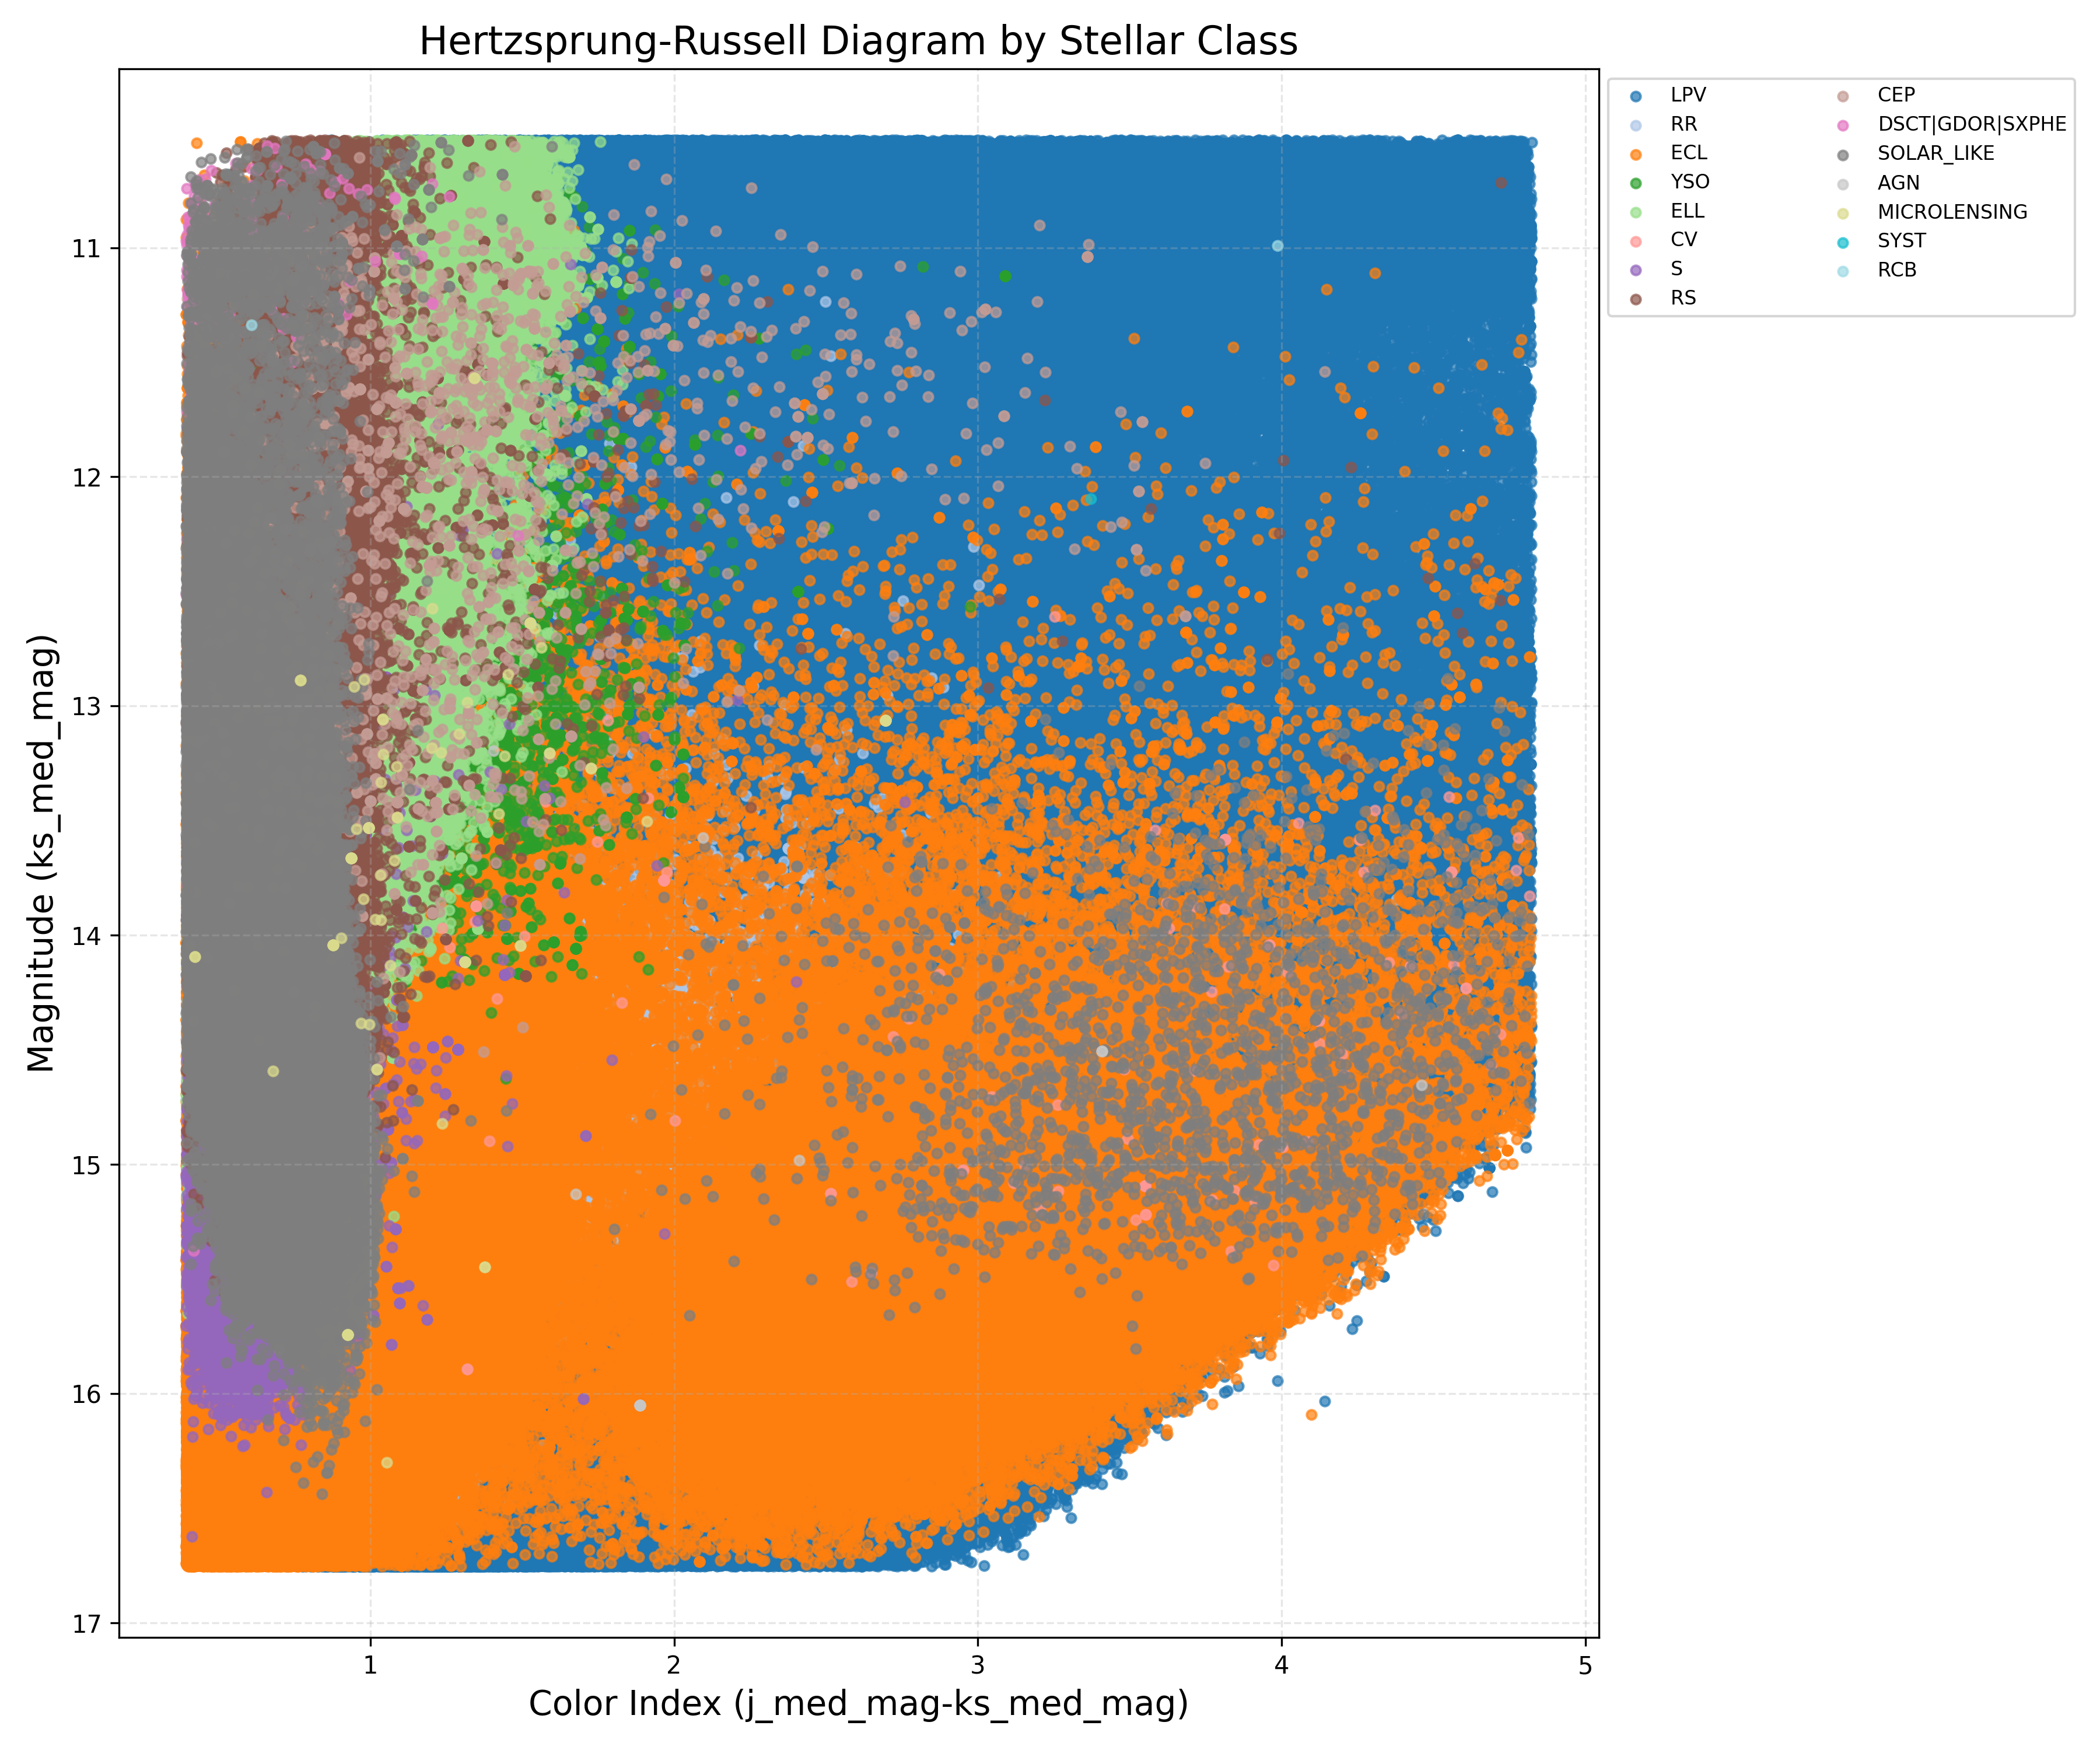 Hertzsprung-Russell Diagram by Stellar Class
LPV
RR
ECL
YSO
ELL
CV
S
RS
CEP
DSCT|GDOR|SXPHE
SOLAR_LIKE
AGN
MICROLENSING
SYST
RCB
Magnitude (ks_med_mag)
11
12
13
14
15
16
17
1
2
3
4
5
Color Index (j_med_mag-ks_med_mag)